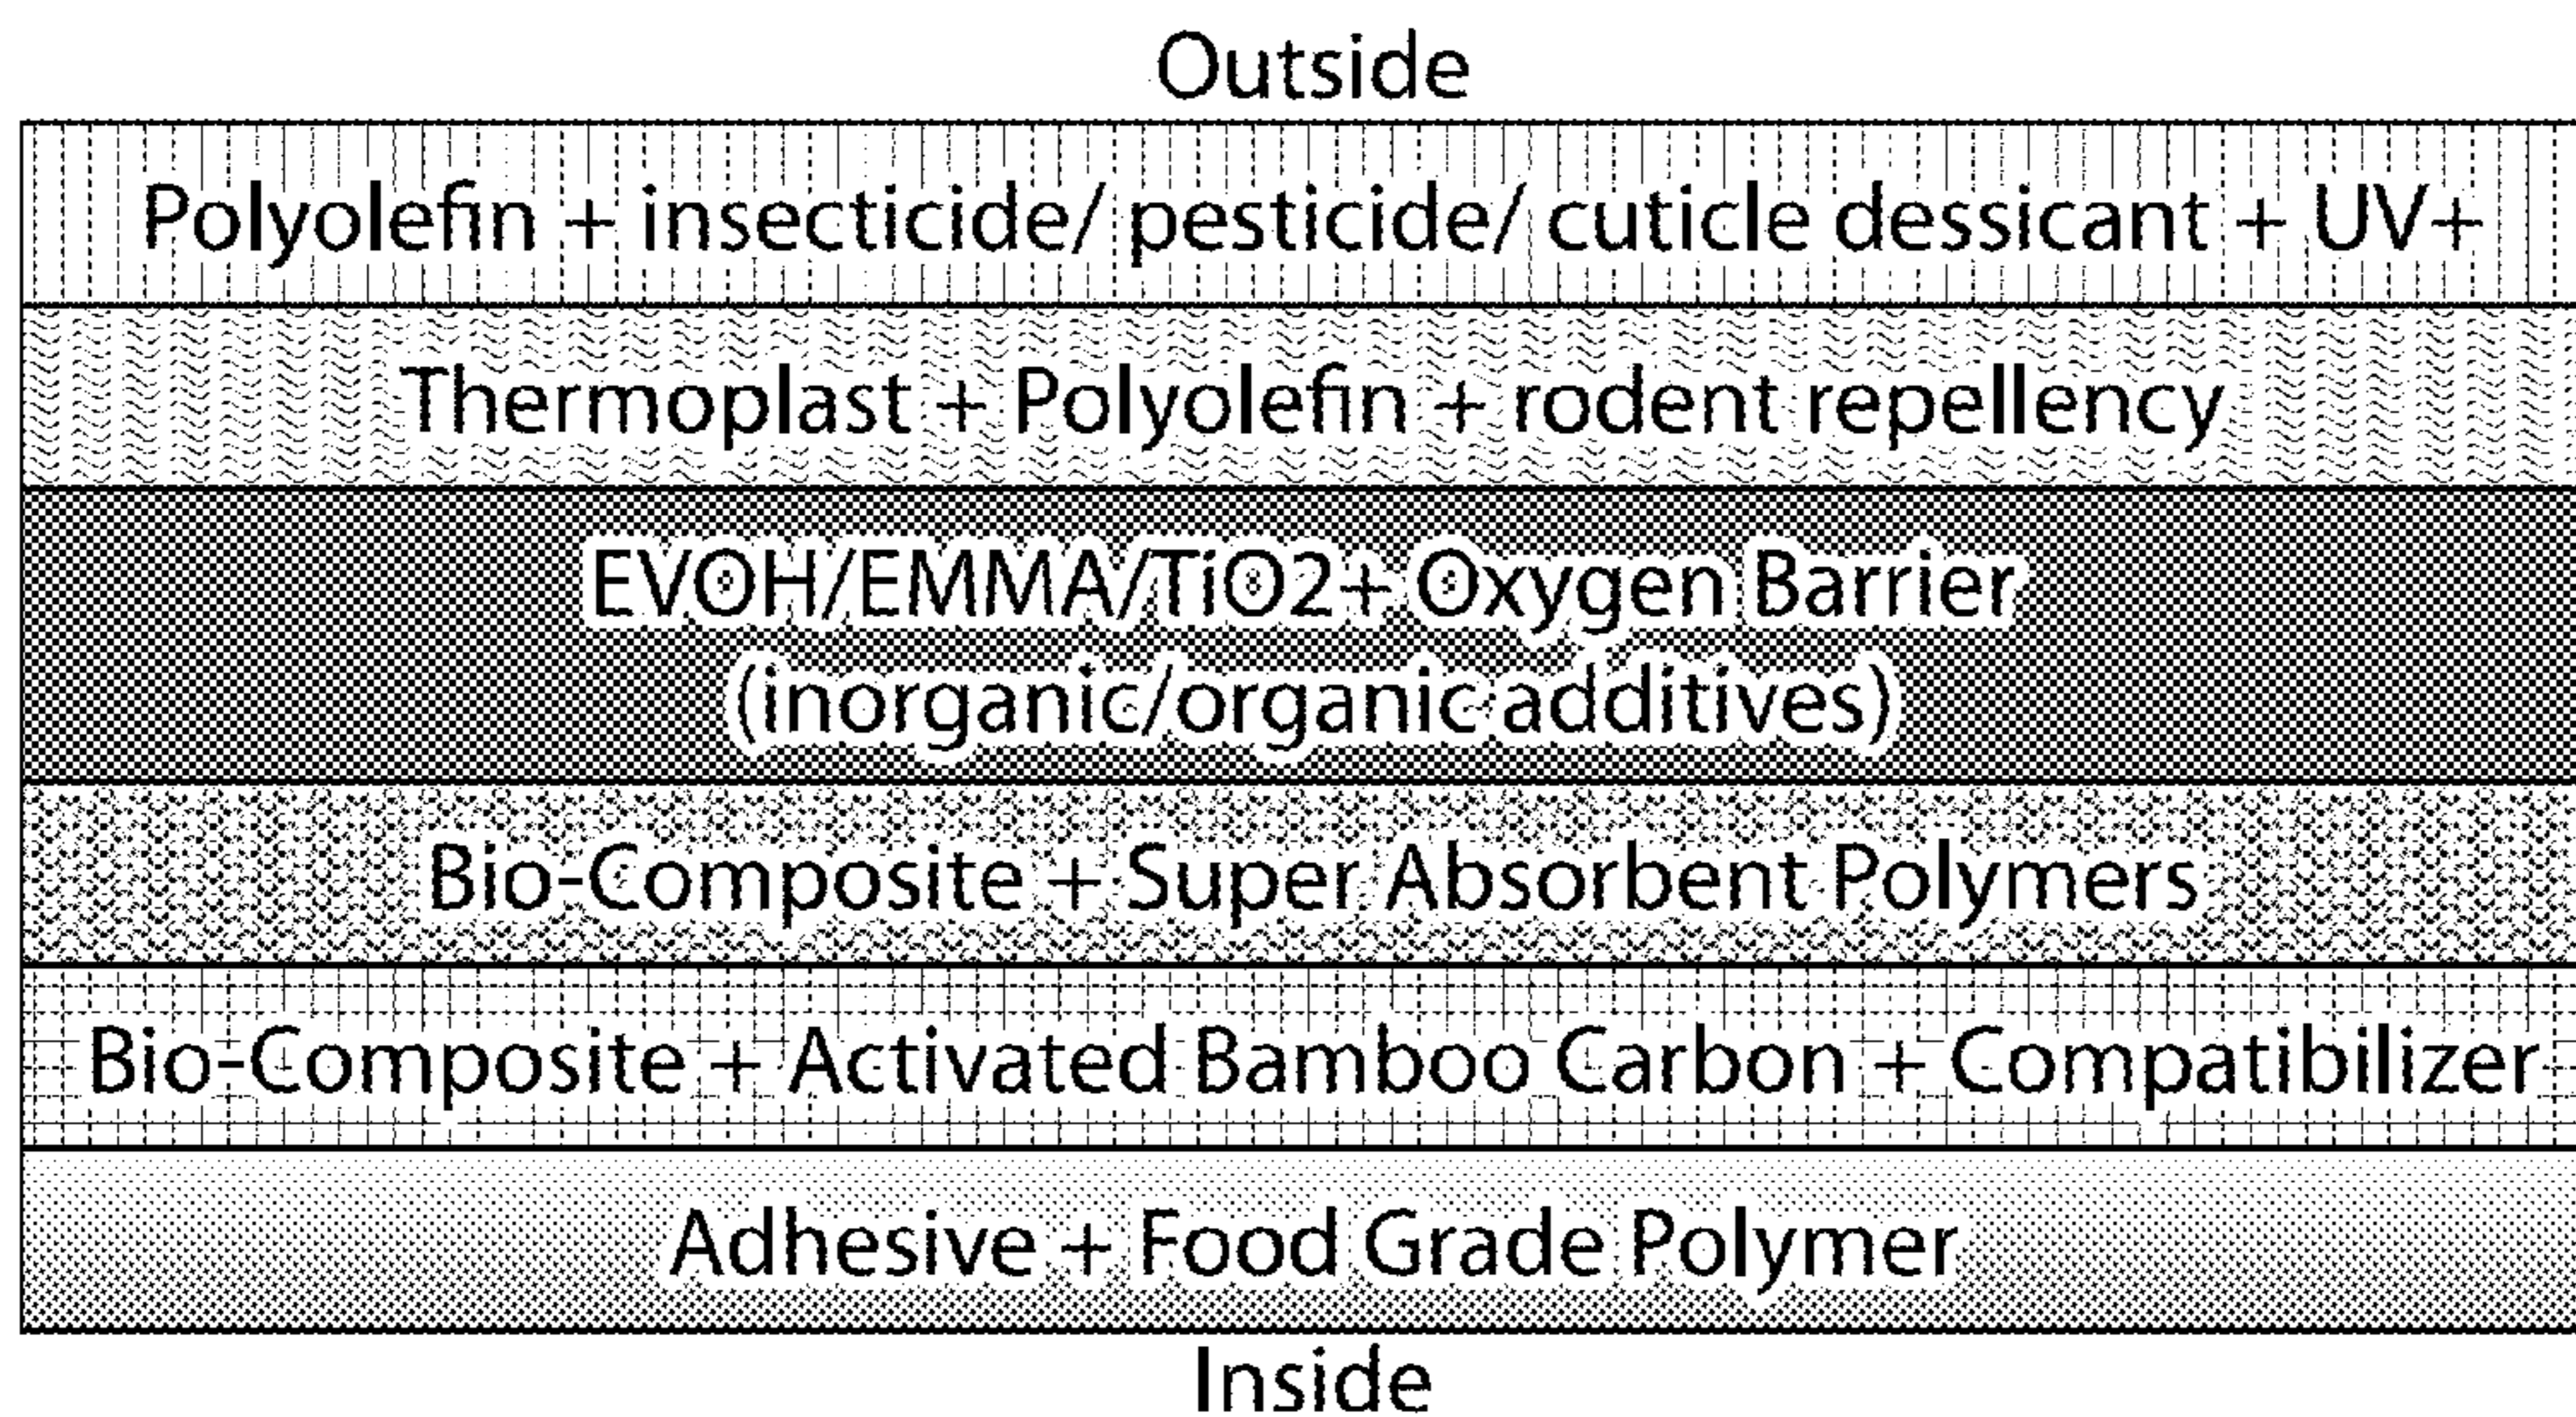 Outside
Polyolefin + insecticide/ pesticide/ cuticle dessicant + UV+
Thermoplast + Polyolefin + rodent repellency
EVOH/EMMA/TiO2+ Oxygen Barrier
(inorganic/organic additives)
Bio-Composite + Super Absorbent Polymers
Bio-Composite + Activated Bamboo Carbon + Compatibilizer
Adhesive + Food Grade Polymer
Inside